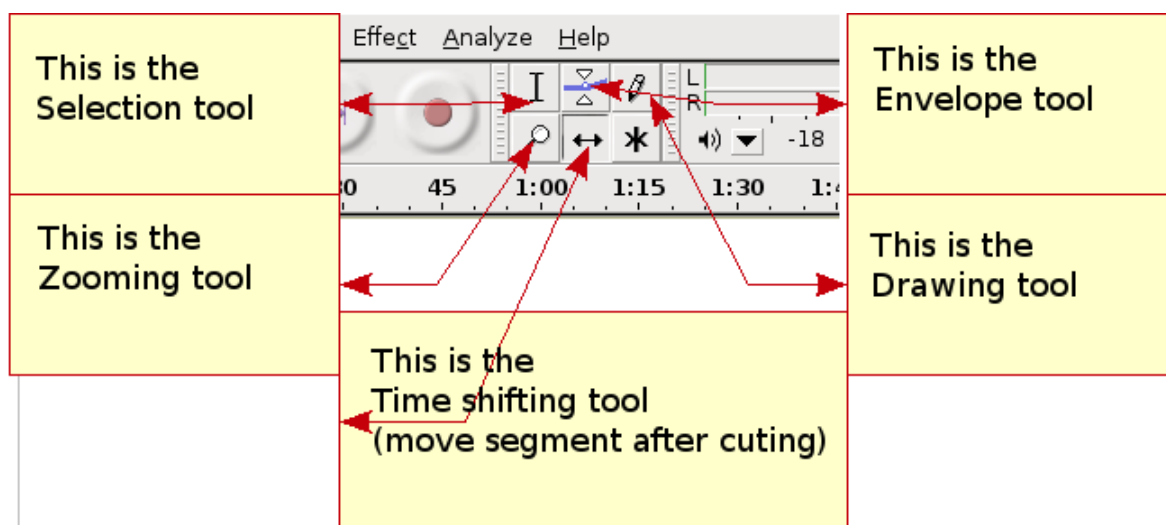 This is the
Selection tool
Effect Analyze Help
This is the
Envelope tool
L
R
-18
45 1:00 1:15 1:30
This is the
Zooming tool
This is the
Drawing tool
This is the
Time shifting tool
(move segment after cuting)